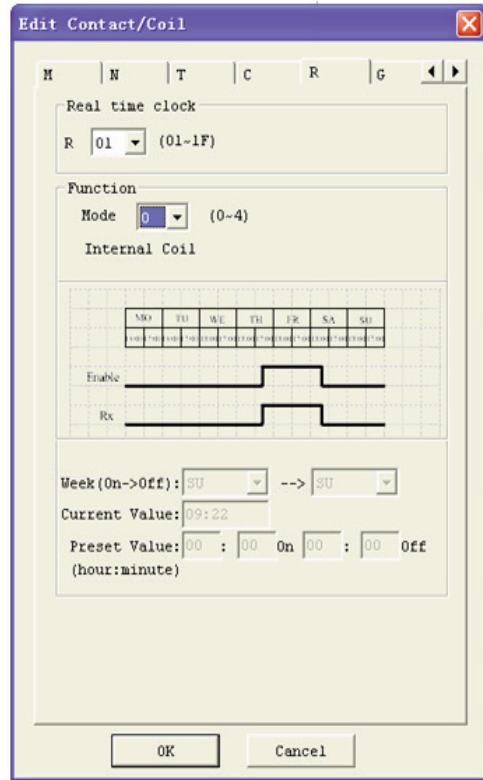 Edit Contact/Coil
M N T C R G
Real time clock
R 01 (01~1F)
Function
Mode 0 (0~4)
Internal Coil
MO TU WE TH FR SA SU
Enable
Rx
Week(On->Off): SU --> SU
Current Value: 09:22
Preset Value: 00 : 00 On 00 : 00 Off
(hour:minute)
OK Cancel